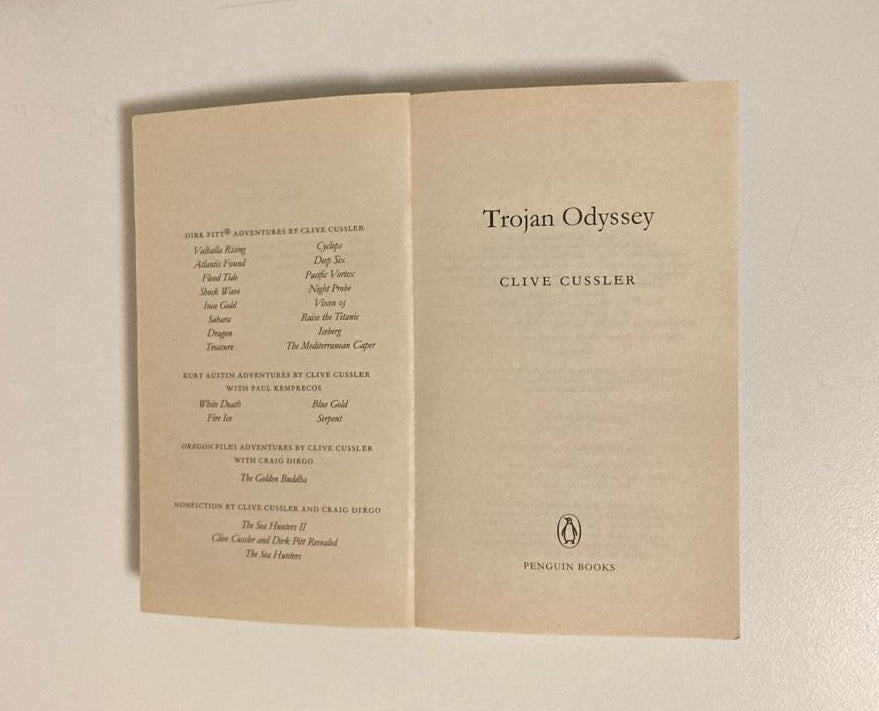 DIRK PITT® ADVENTURES BY CLIVE CUSSLER
Valhalla Rising
Atlantis Found
Flood Tide
Shock Wave
Inca Gold
Sahara
Dragon
Treasure
Cyclops
Deep Six
Pacific Vortex
Night Probe
Vixen 03
Raise the Titanic
Iceberg
The Mediterranean Caper
KURT AUSTIN ADVENTURES BY CLIVE CUSSLER
WITH PAUL KEMPRECOS
White Death
Fire Ice
Blue Gold
Serpent
OREGON FILES ADVENTURES BY CLIVE CUSSLER
WITH CRAIG DIRGO
The Golden Buddha
NONFICTION BY CLIVE CUSSLER AND CRAIG DIRGO
The Sea Hunters II
Clive Cussler and Dirk Pitt Revealed
The Sea Hunters
Trojan Odyssey
CLIVE CUSSLER
PENGUIN BOOKS